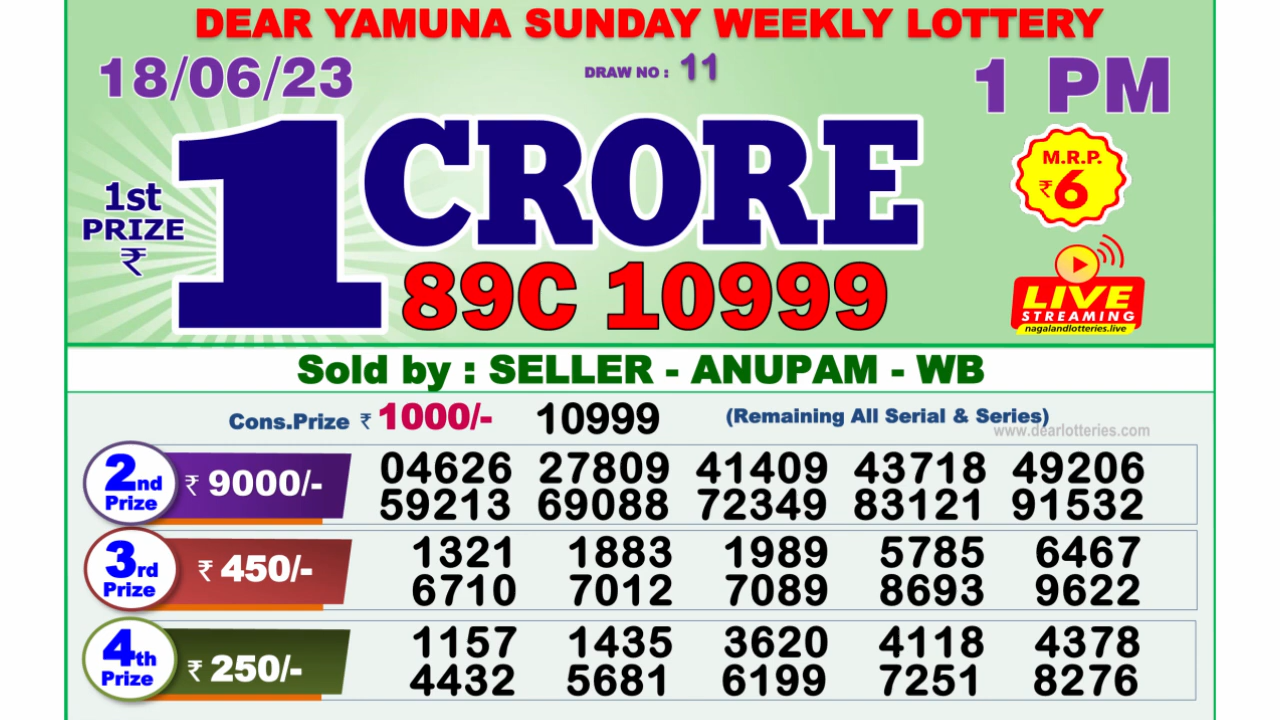 DEAR YAMUNA SUNDAY WEEKLY LOTTERY
18/06/23
DRAW NO : 11
1 PM
1st
PRIZE
₹
1 CRORE
M.R.P.
₹6
89C 10999
LIVE
STREAMING
nagalandlotteries.live
Sold by : SELLER - ANUPAM - WB
Cons.Prize ₹ 1000/- 10999 (Remaining All Serial & Series)
www.dearlotteries.com
2nd
Prize
₹ 9000/-
04626 27809 41409 43718 49206
59213 69088 72349 83121 91532
3rd
Prize
₹ 450/-
1321 1883 1989 5785 6467
6710 7012 7089 8693 9622
4th
Prize
₹ 250/-
1157 1435 3620 4118 4378
4432 5681 6199 7251 8276